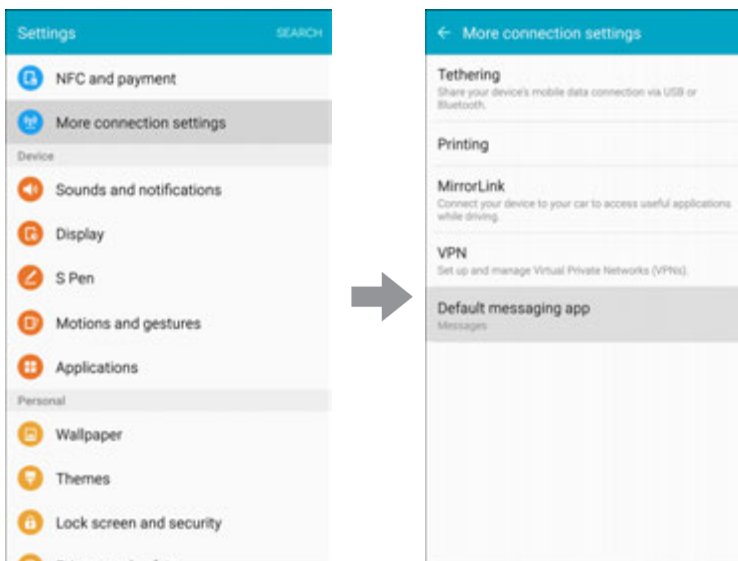 Settings
SEARCH
NFC and payment
More connection settings
Device
Sounds and notifications
Display
S Pen
Motions and gestures
Applications
Personal
Wallpaper
Themes
Lock screen and security
More connection settings
Tethering
Share your device's mobile data connection via USB or
Bluetooth.
Printing
MirrorLink
Connect your device to your car to access useful applications
while driving.
VPN
Set up and manage Virtual Private Networks (VPNs).
Default messaging app
Messages